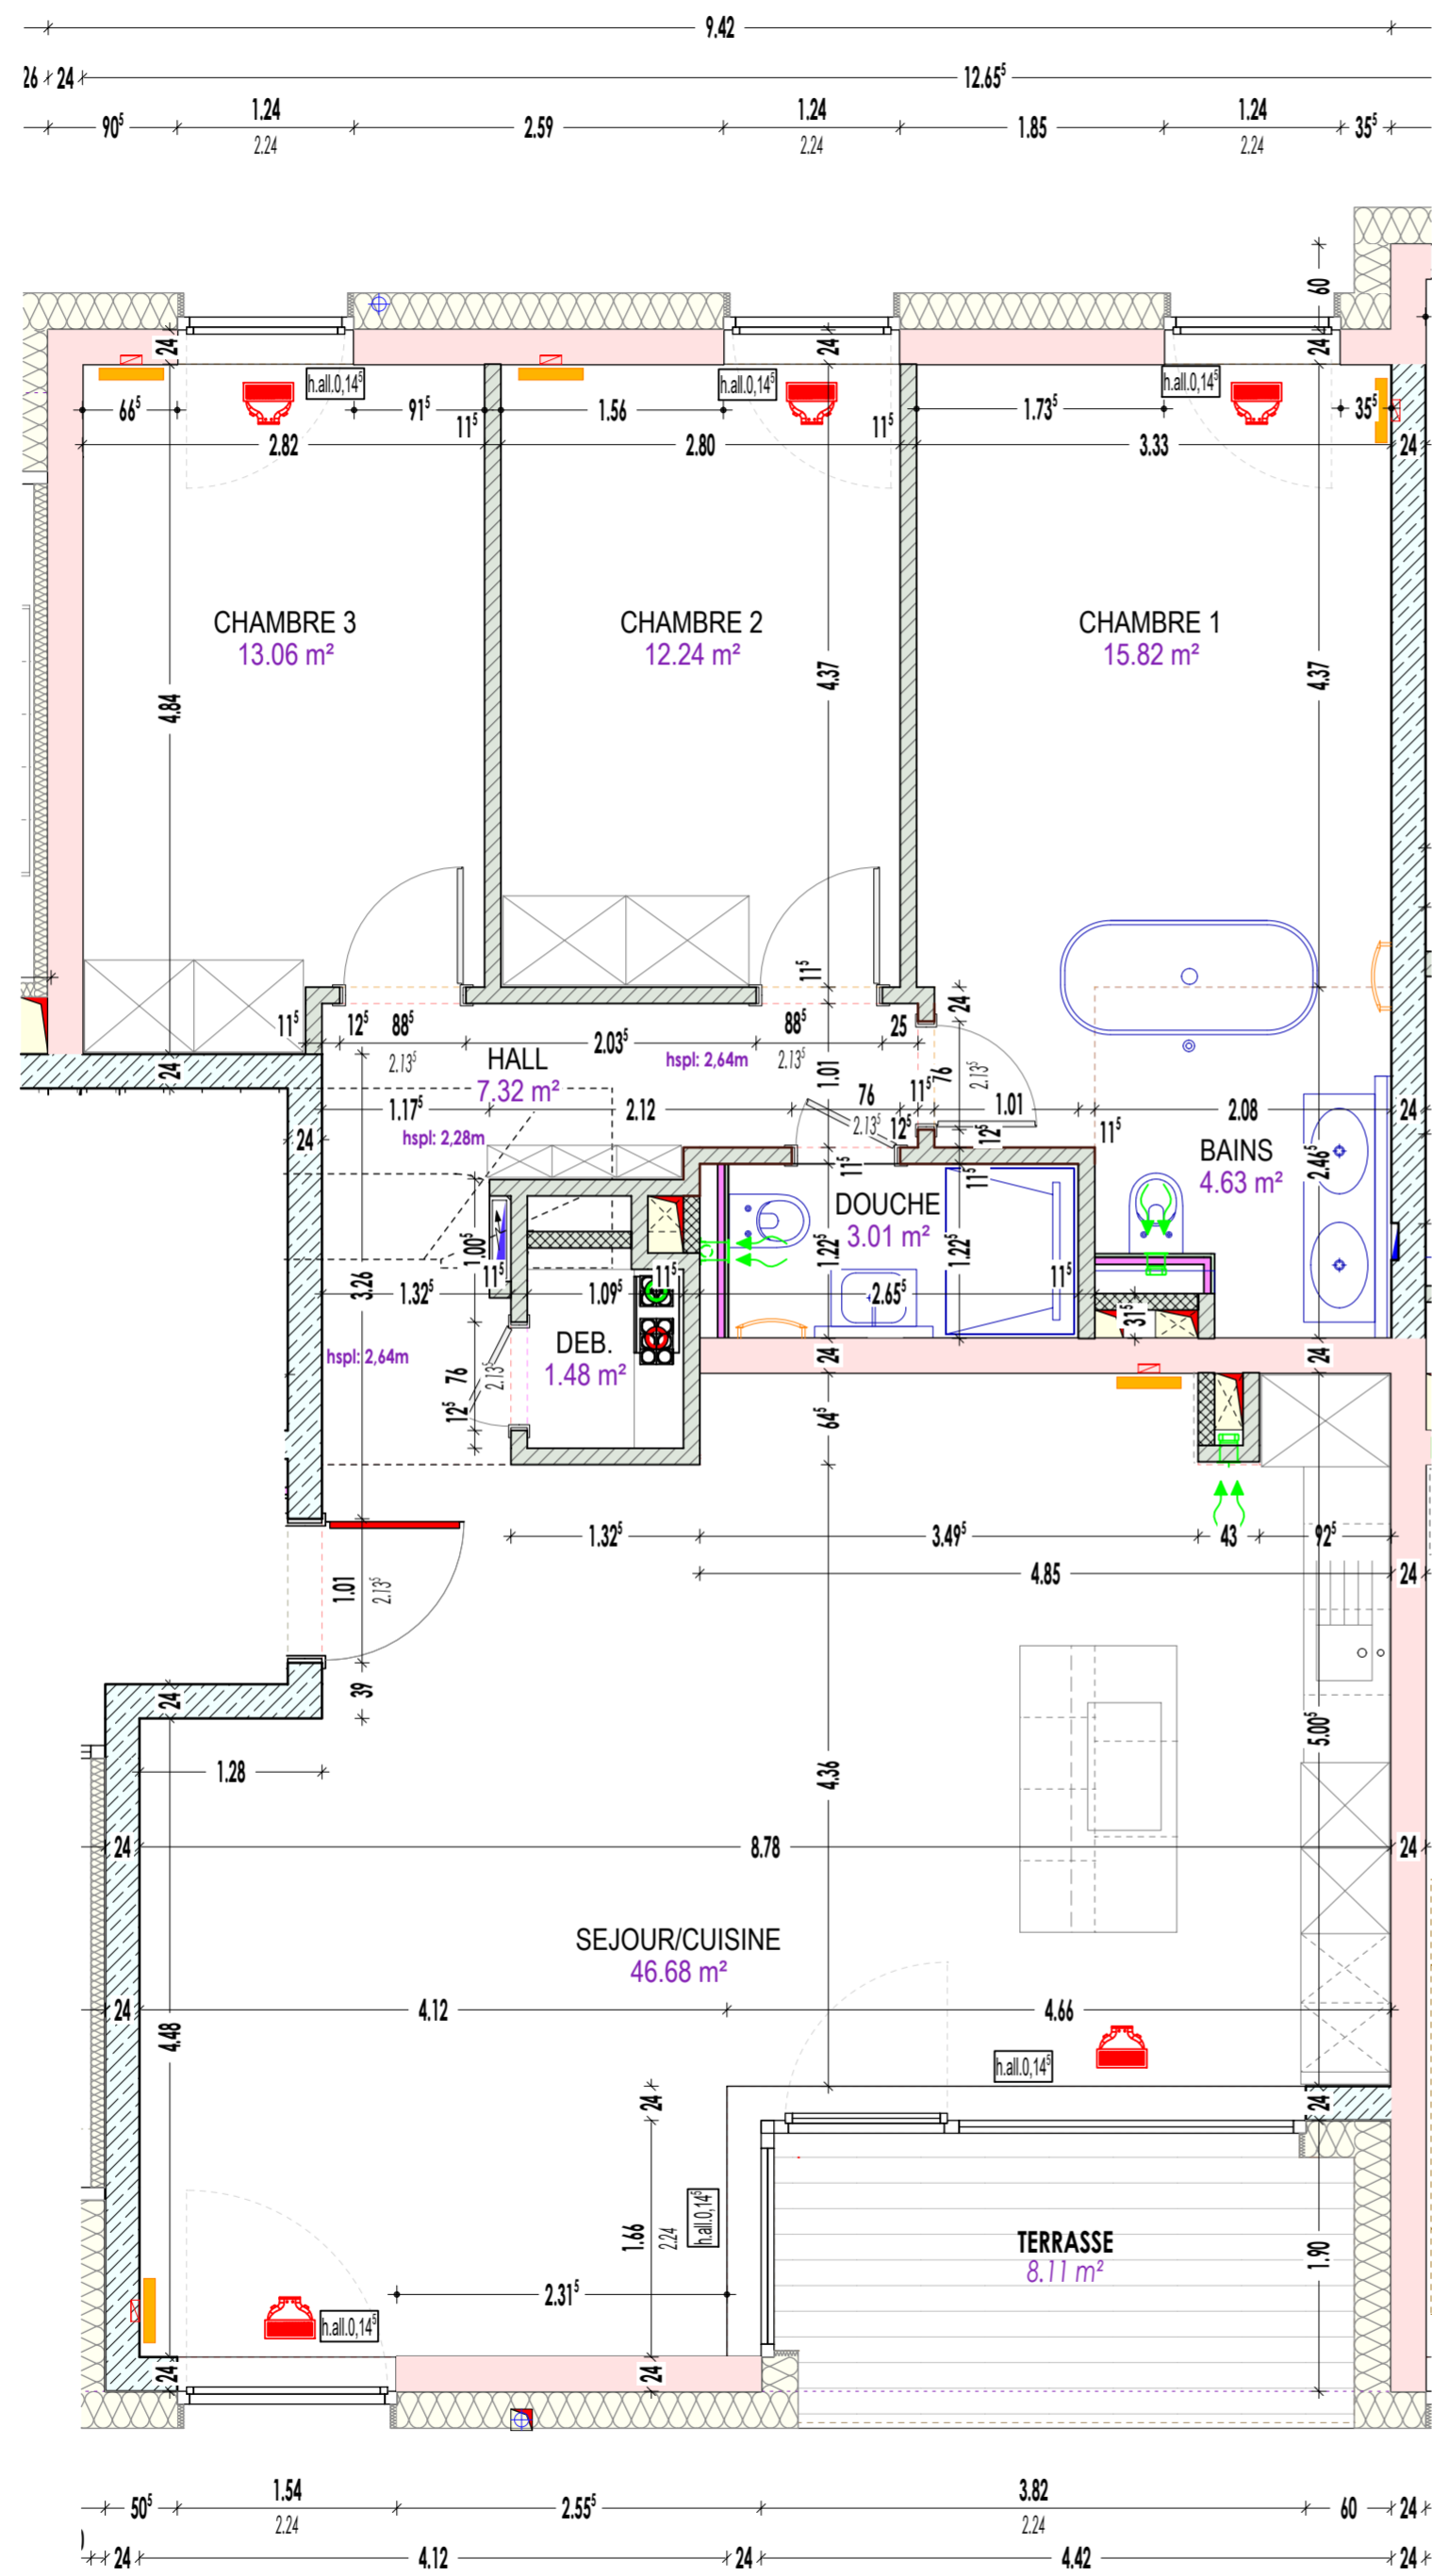 9.42
26 24 12.65⁵
90⁵ 1.24 2.59 1.24 1.85 1.24 35⁵
2.24 2.24 2.24
60
24 24 24
h.all.0,14⁵ h.all.0,14⁵ h.all.0,14⁵
66⁵ 91⁵ 11⁵ 1.56 11⁵ 1.73⁵ 35⁵
2.82 2.80 3.33 24
CHAMBRE 3 CHAMBRE 2 CHAMBRE 1
13.06 m² 12.24 m² 15.82 m²
4.84 4.37 4.37
11⁵ 24
11⁵ 12⁵ 88⁵ 2.03⁵ 88⁵ 25
2.13⁵ HALL hspl: 2,64m 2.13⁵ 1.01 76 2.13⁵
24 7.32 m²
1.17⁵ 2.12 76 11⁵ 1.01 2.08 24
2.13⁵ 12⁵ 12⁵ 11⁵
24 hspl: 2,28m
BAINS
4.63 m²
2.46⁵
11⁵ 11⁵
DOUCHE
3.01 m²
3.26 1.00⁵ 1.22⁵ 1.22⁵
11⁵ 11⁵ 11⁵
1.32⁵ 1.09⁵ 2.65⁵ 31⁵
hspl: 2,64m DEB. 24 24
1.48 m²
76 2.13⁵
12⁵ 64⁵
1.32⁵ 3.49⁵ 43 92⁵
4.85 24
1.01 2.13⁵
39
24
1.28 4.36 5.00⁵
24 8.78 24
SEJOUR/CUISINE
46.68 m²
24 4.12 4.66
4.48
h.all.0,14⁵
24 24
1.66 2.24 h.all.0,14⁵
TERRASSE
8.11 m²
1.90
2.31⁵
h.all.0,14⁵
24 24
50⁵ 1.54 2.55⁵ 3.82 60 24
2.24 2.24
24 4.12 24 4.42 24